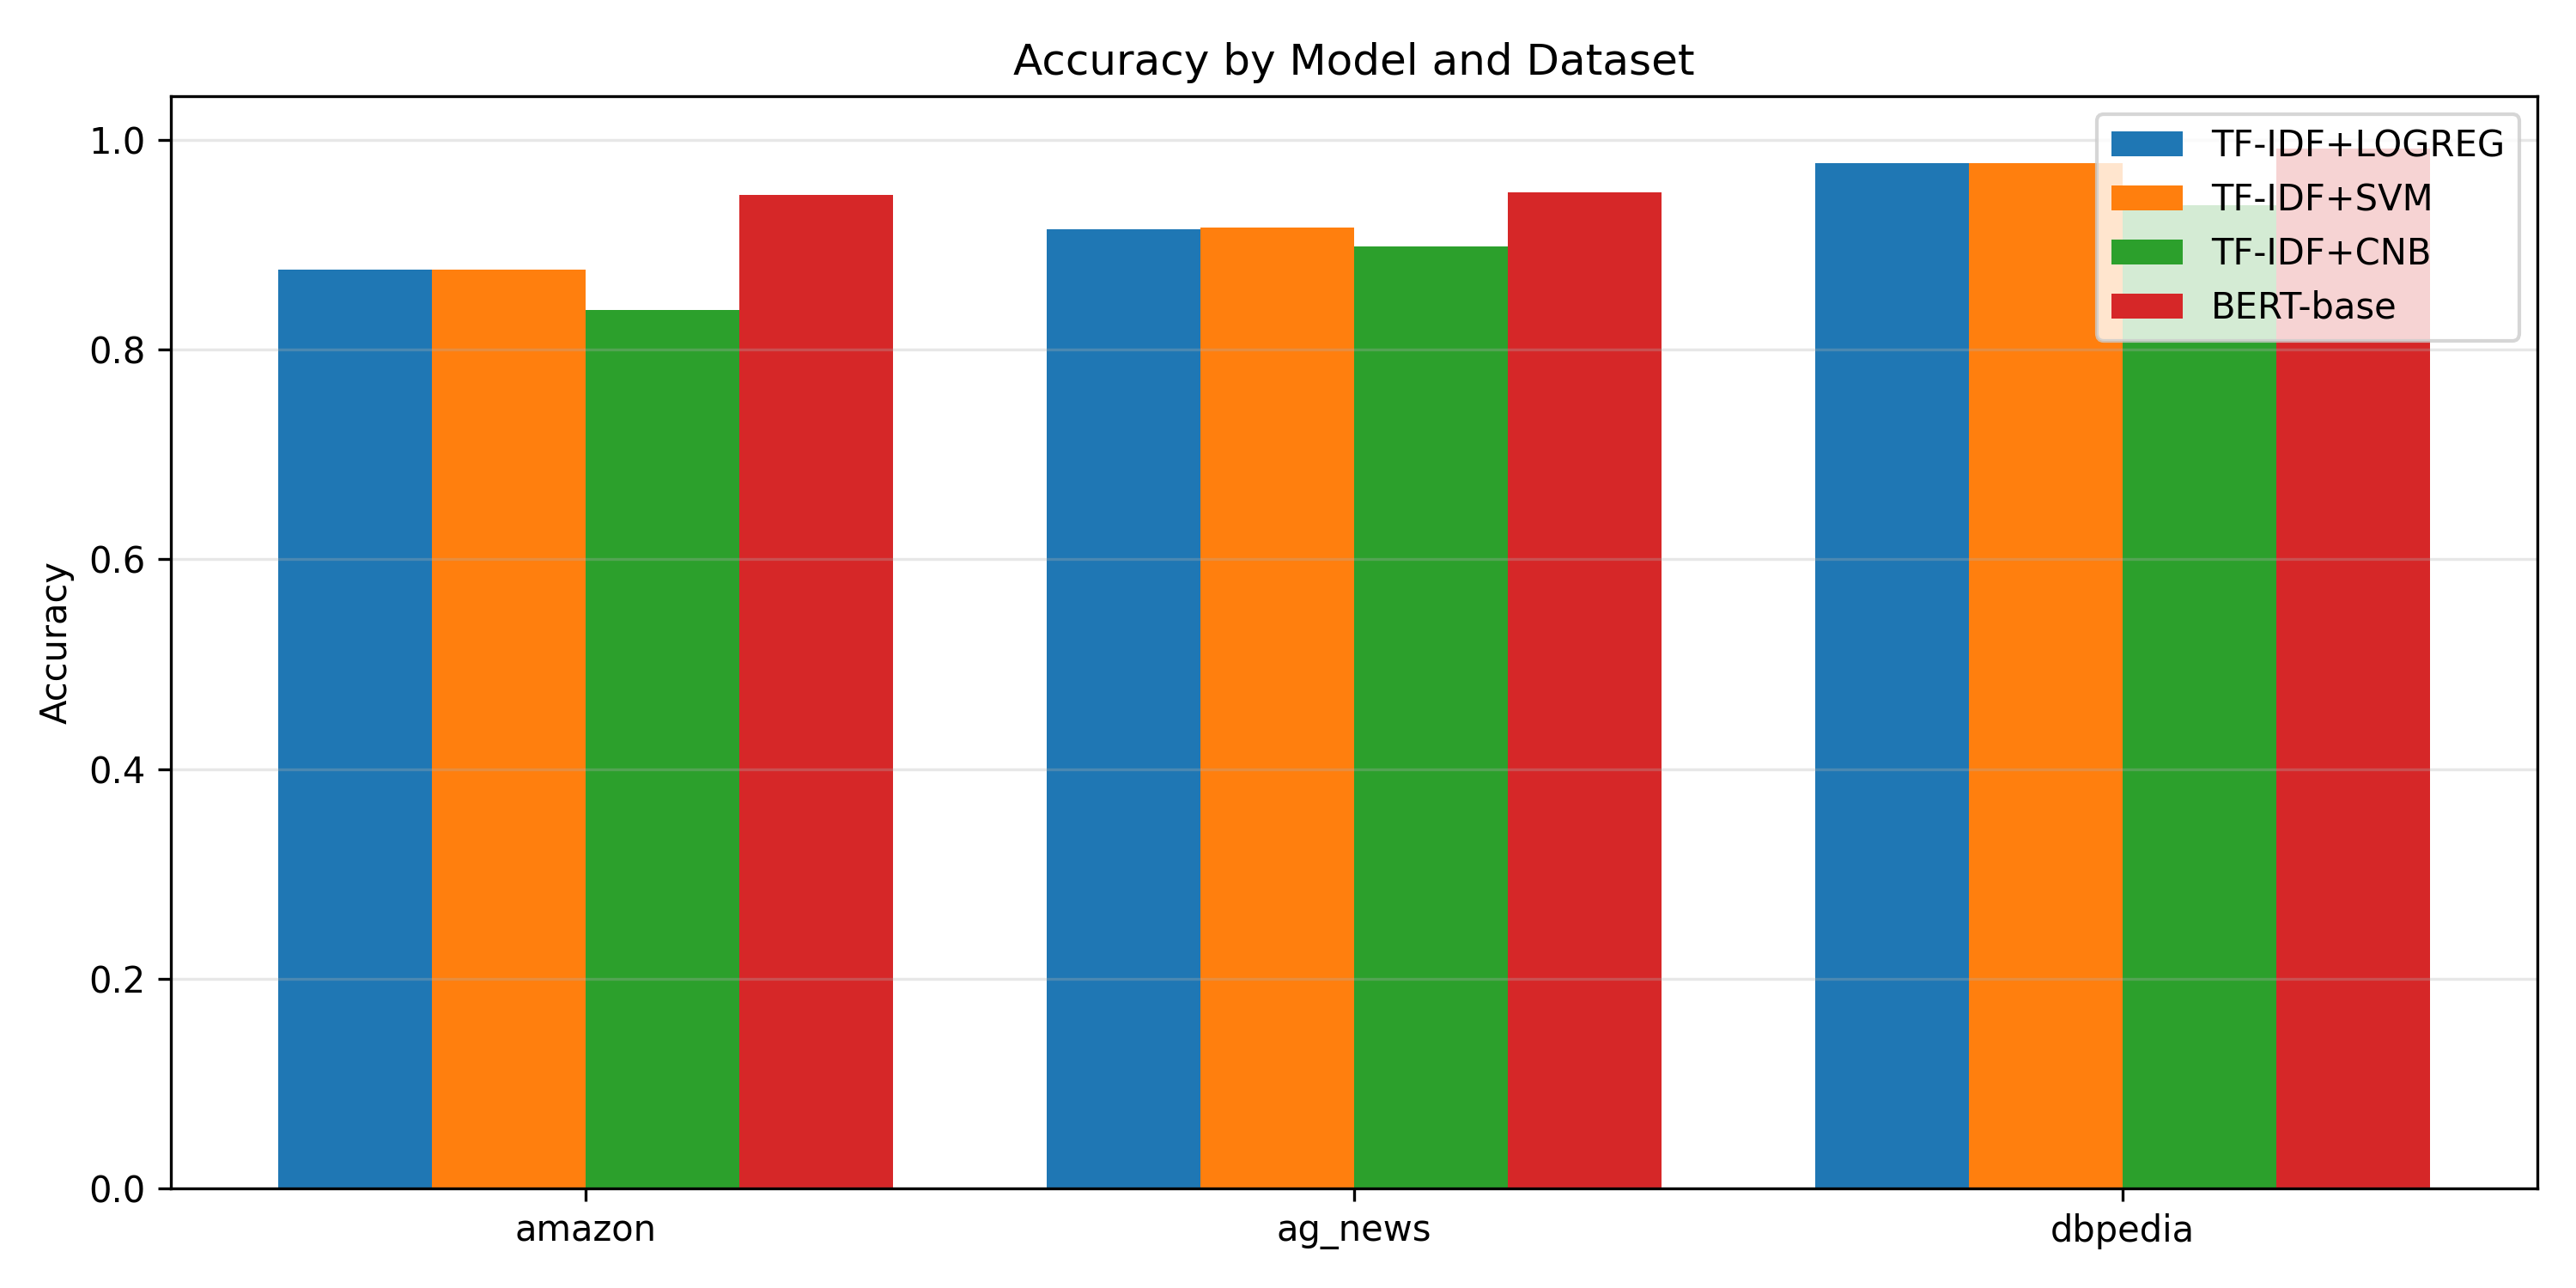 Accuracy by Model and Dataset
1.0
0.8
0.6
0.4
0.2
0.0
Accuracy
TF-IDF+LOGREG
TF-IDF+SVM
TF-IDF+CNB
BERT-base
amazon
ag_news
dbpedia